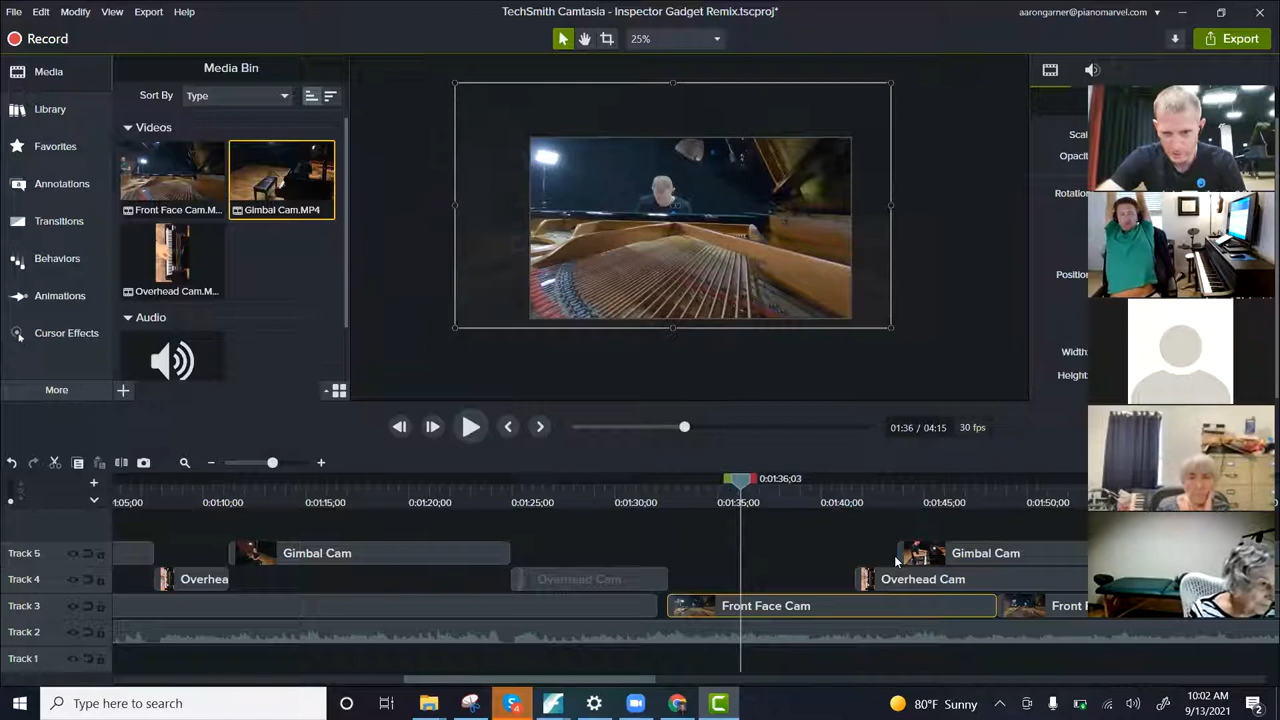 File Edit Modify View Export Help
TechSmith Camtasia - Inspector Gadget Remix.tscproj*
aarongarner@pianomarvel.com
Record
25%
Export
Media
Library
Favorites
Annotations
Transitions
Behaviors
Animations
Cursor Effects
More
Media Bin
Sort By Type
Videos
Front Face Cam.M...
Gimbal Cam.MP4
Overhead Cam.M...
Audio
Scal
Opacit
Rotation
Position
Width:
Height:
01:36 / 04:15 30 fps
0:01:36;03
:05;00 0:01:10;00 0:01:15;00 0:01:20;00 0:01:25;00 0:01:30;00 0:01:35;00 0:01:40;00 0:01:45;00 0:01:50;00
Track 5 Gimbal Cam Gimbal Cam
Track 4 Overhea Overhead Cam Overhead Cam
Track 3 Front Face Cam Front F
Track 2
Track 1
Type here to search
4
80°F Sunny
10:02 AM
9/13/2021
2